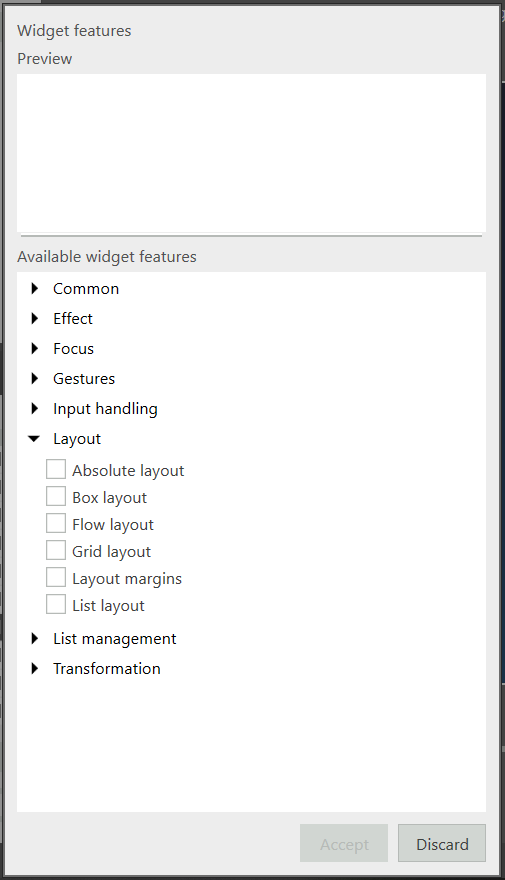 Widget features
Preview
Available widget features
Common
Effect
Focus
Gestures
Input handling
Layout
Absolute layout
Box layout
Flow layout
Grid layout
Layout margins
List layout
List management
Transformation
Accept Discard